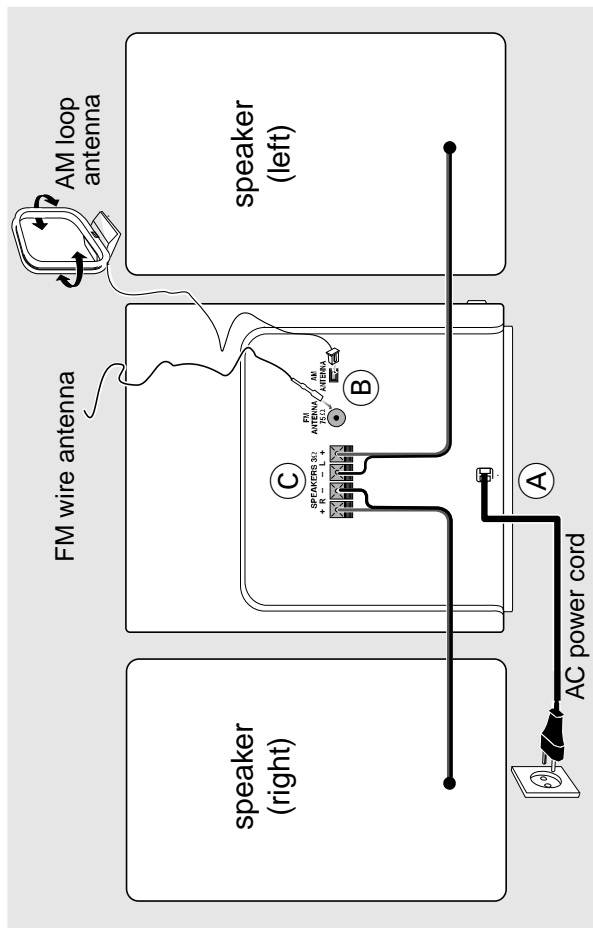 FM wire antenna
AM loop
antenna
speaker
(right)
speaker
(left)
C
SPEAKERS 3Ω
+ R – – L +
FM
ANTENNA
75Ω
AM
ANTENNA
B
A
AC power cord